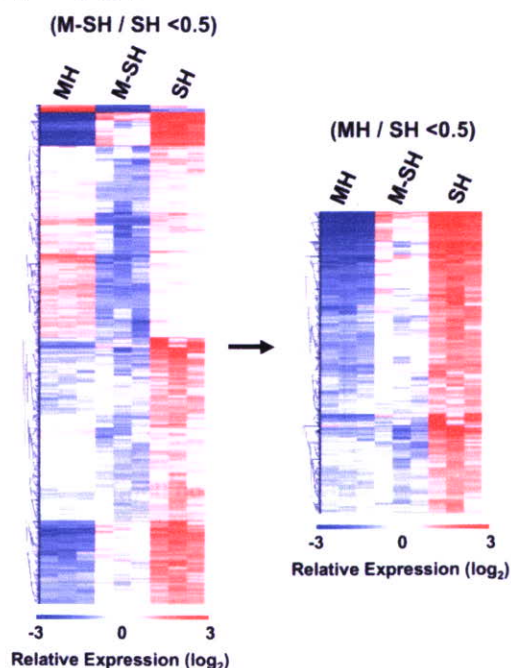 (M-SH / SH <0.5)
MH M-SH SH
-3 0 3
Relative Expression (log₂)
(MH / SH <0.5)
MH M-SH SH
-3 0 3
Relative Expression (log₂)